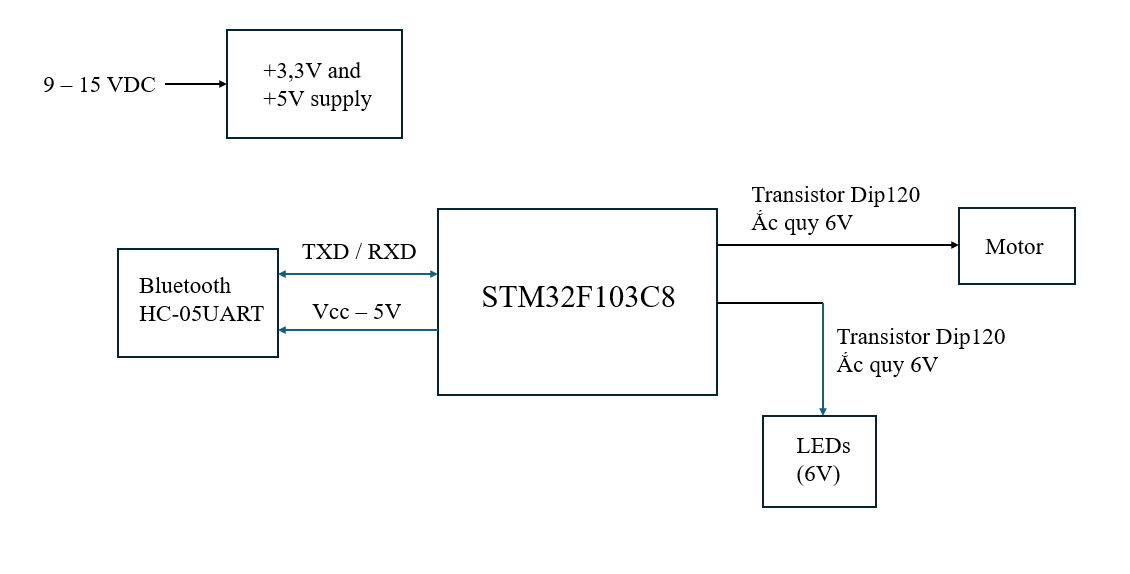 9 – 15 VDC
+3,3V and
+5V supply
Bluetooth
HC-05UART
TXD / RXD
Vcc – 5V
STM32F103C8
Transistor Dip120
Ắc quy 6V
Motor
Transistor Dip120
Ắc quy 6V
LEDs
(6V)